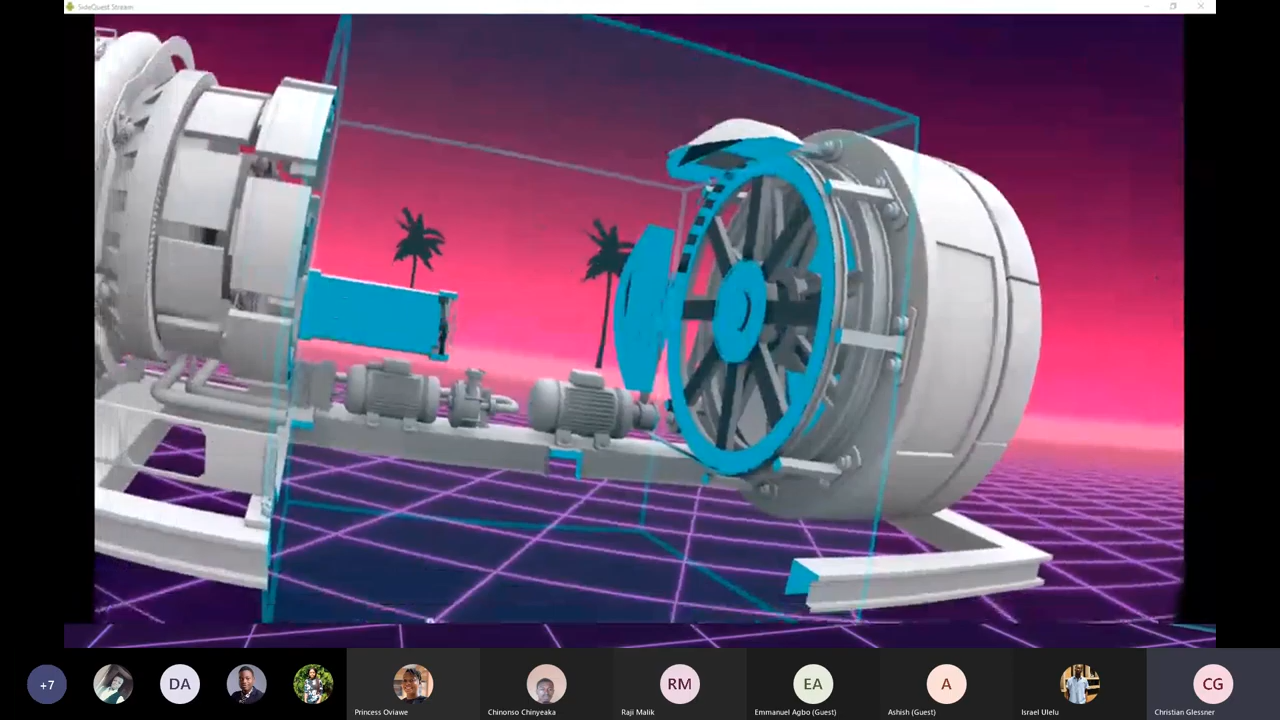 SideQuest Stream
+7
DA
RM
EA
A
CG
Princess Oviawe
Chinonso Chinyeaka
Raji Malik
Emmanuel Agbo (Guest)
Ashish (Guest)
Israel Ulelu
Christian Glessner